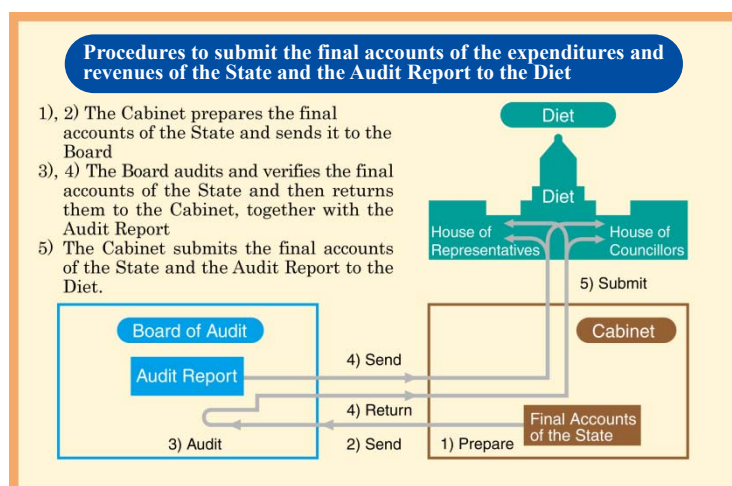 Procedures to submit the final accounts of the expenditures and
revenues of the State and the Audit Report to the Diet
1), 2) The Cabinet prepares the final
accounts of the State and sends it to the
Board
3), 4) The Board audits and verifies the final
accounts of the State and then returns
them to the Cabinet, together with the
Audit Report
5) The Cabinet submits the final accounts
of the State and the Audit Report to the
Diet.
Diet
Diet
House of
Representatives
House of
Councillors
5) Submit
Board of Audit
Cabinet
Audit Report
4) Send
4) Return
Final Accounts
of the State
3) Audit
2) Send
1) Prepare